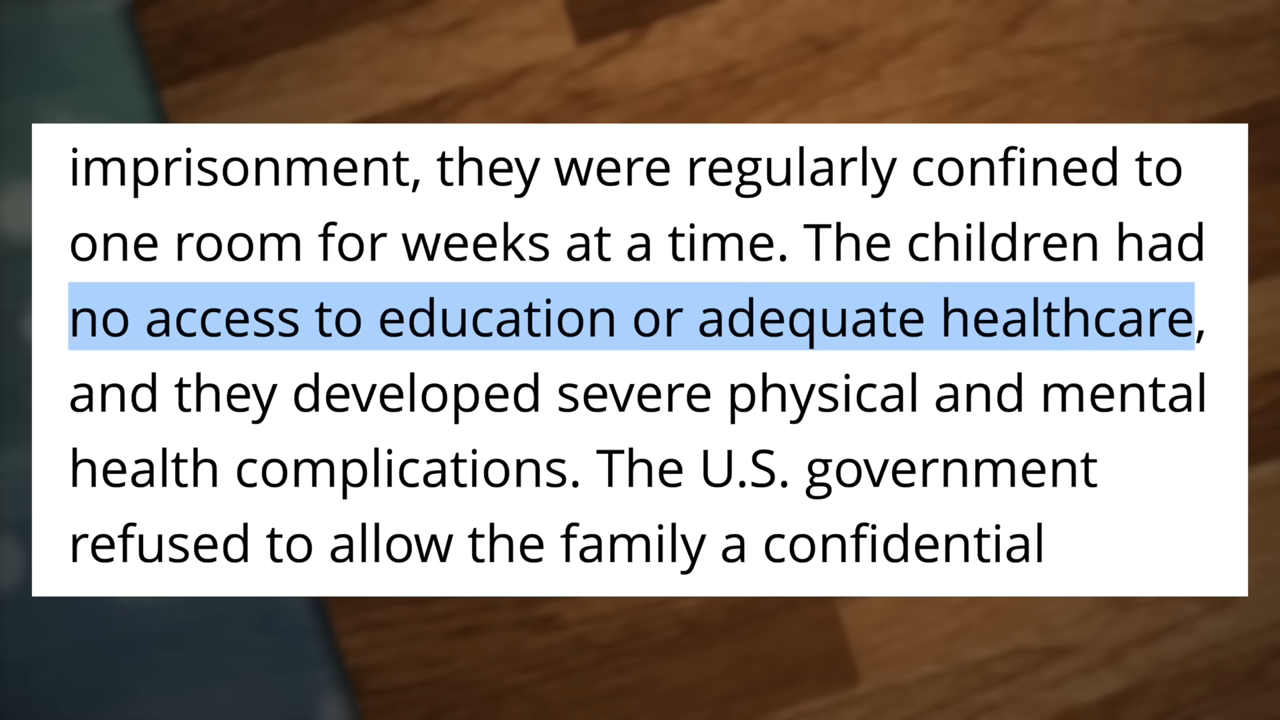 imprisonment, they were regularly confined to
one room for weeks at a time. The children had
no access to education or adequate healthcare,
and they developed severe physical and mental
health complications. The U.S. government
refused to allow the family a confidential